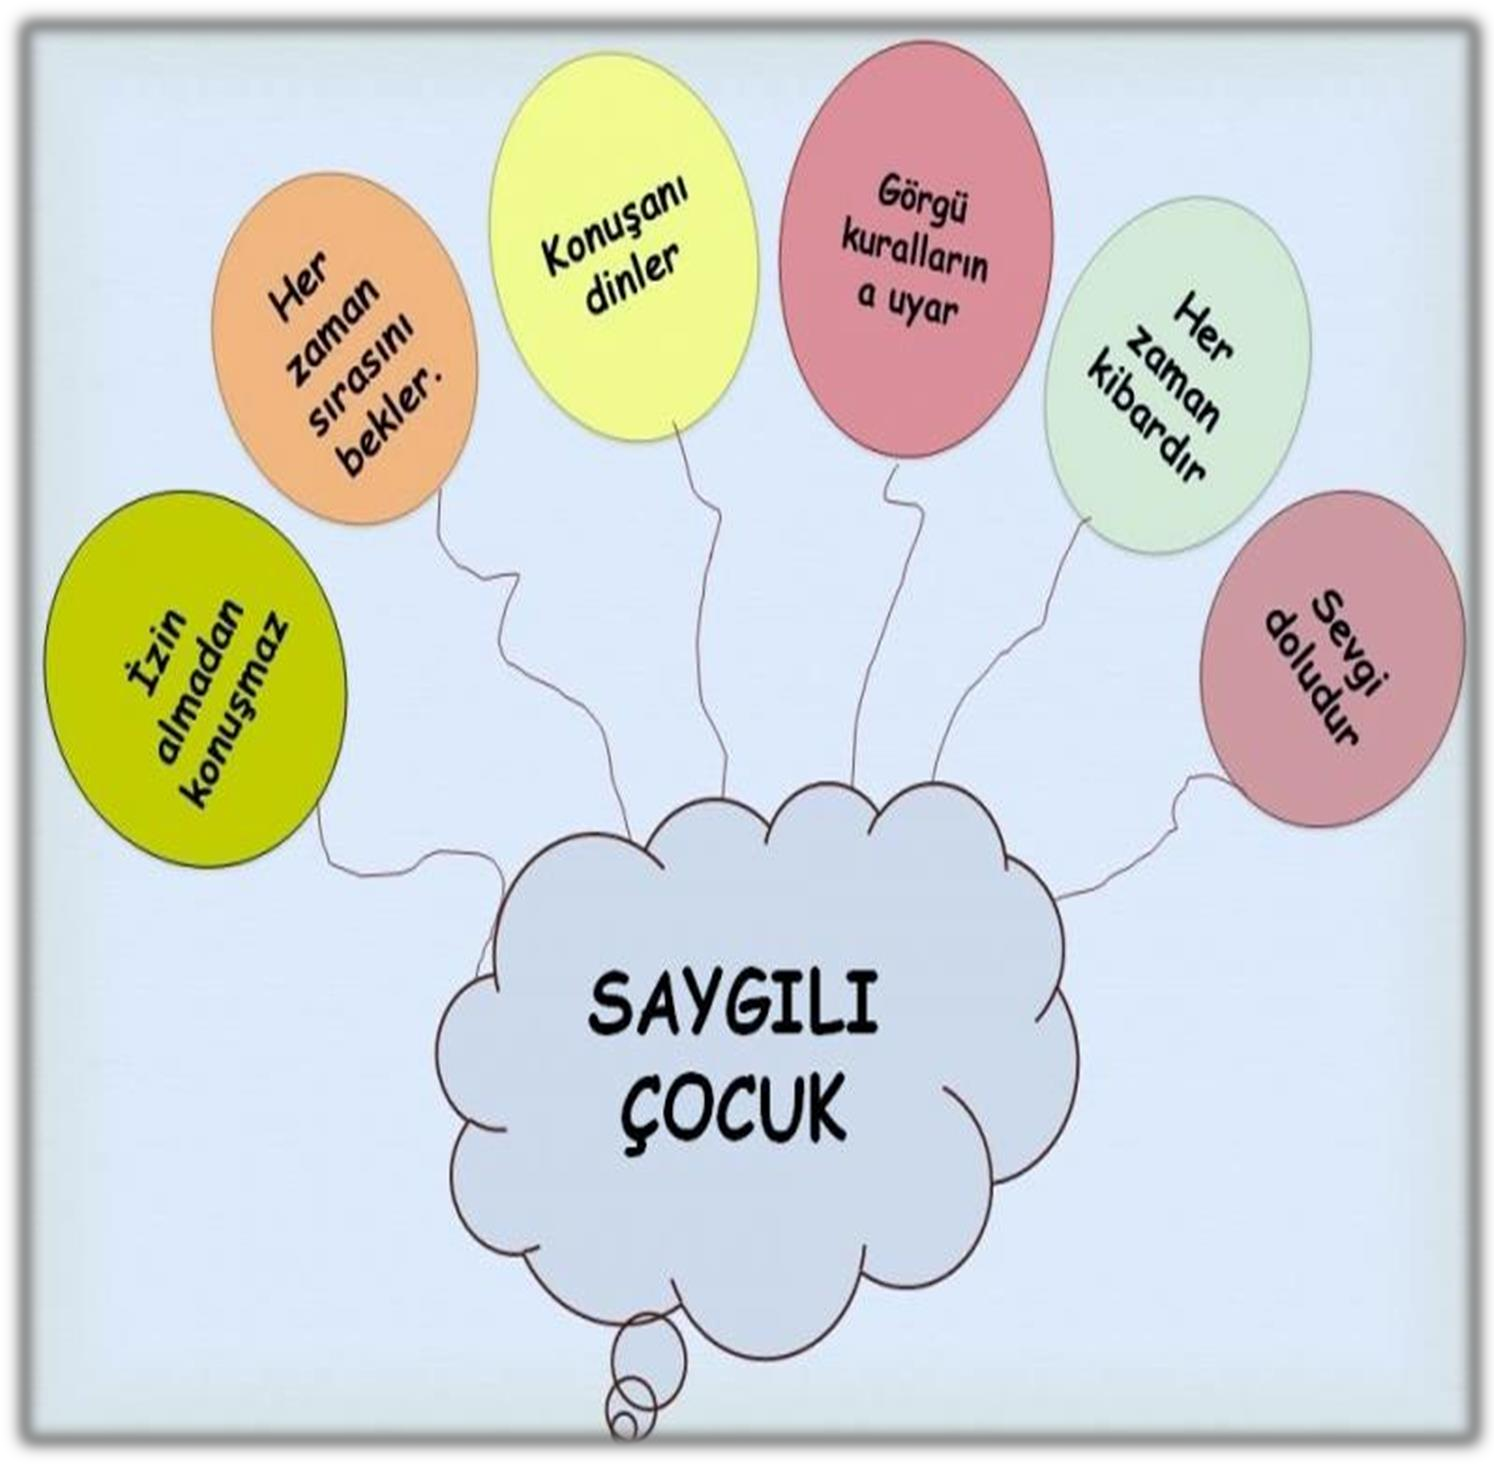 İzin
almadan
konuşmaz
Her
zaman
sırasını
bekler.
Konuşanı
dinler
Görgü
kuralların
a uyar
Her
zaman
kibardır
Sevgi
doludur
SAYGILI
ÇOCUK